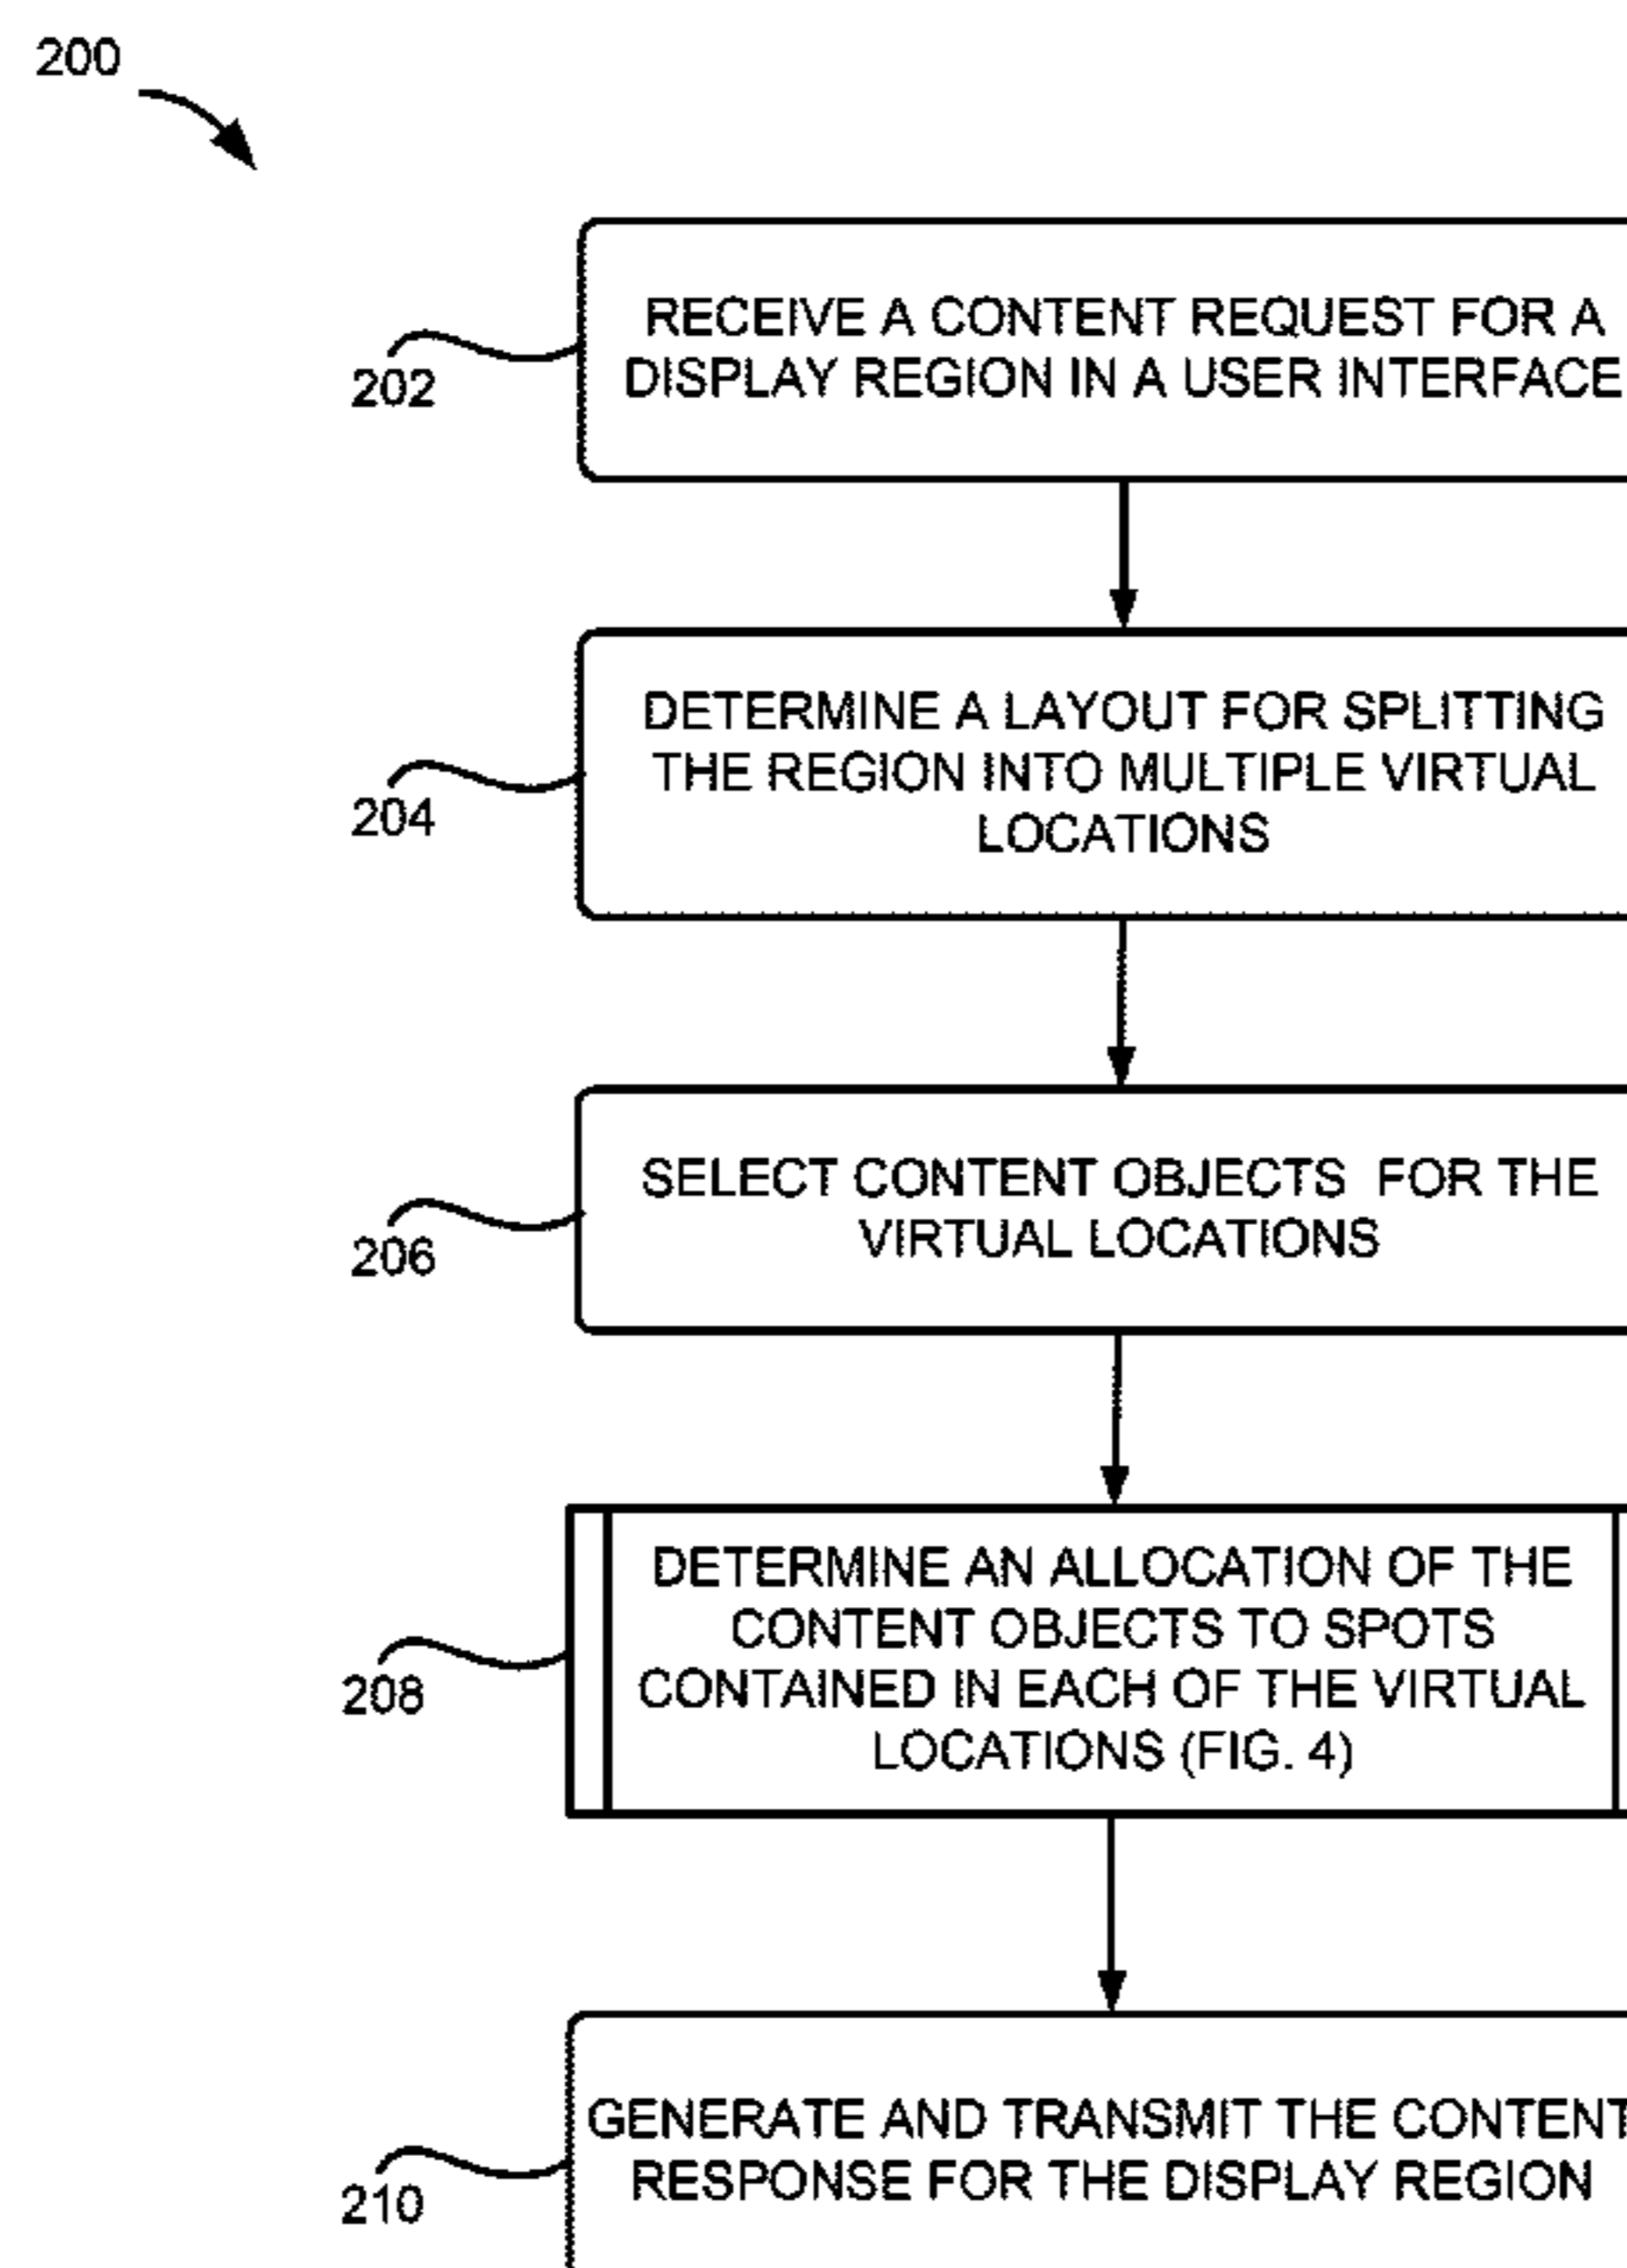 200
RECEIVE A CONTENT REQUEST FOR A
DISPLAY REGION IN A USER INTERFACE
202
DETERMINE A LAYOUT FOR SPLITTING
THE REGION INTO MULTIPLE VIRTUAL
LOCATIONS
204
SELECT CONTENT OBJECTS FOR THE
VIRTUAL LOCATIONS
206
DETERMINE AN ALLOCATION OF THE
CONTENT OBJECTS TO SPOTS
CONTAINED IN EACH OF THE VIRTUAL
LOCATIONS (FIG. 4)
208
GENERATE AND TRANSMIT THE CONTENT
RESPONSE FOR THE DISPLAY REGION
210